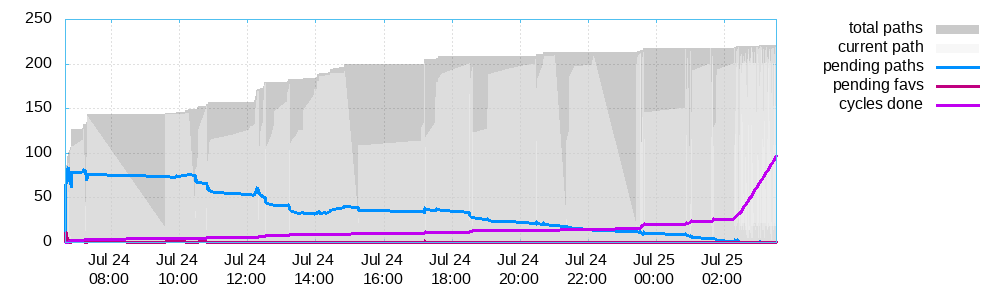 250
200
150
100
50
0
Jul 24 Jul 24 Jul 24 Jul 24 Jul 24 Jul 24 Jul 24 Jul 24 Jul 25 Jul 25
08:00 10:00 12:00 14:00 16:00 18:00 20:00 22:00 00:00 02:00
total paths
current path
pending paths
pending favs
cycles done